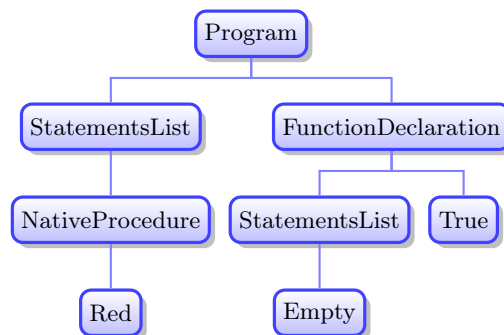 Program
StatementsList
FunctionDeclaration
NativeProcedure
StatementsList
True
Red
Empty